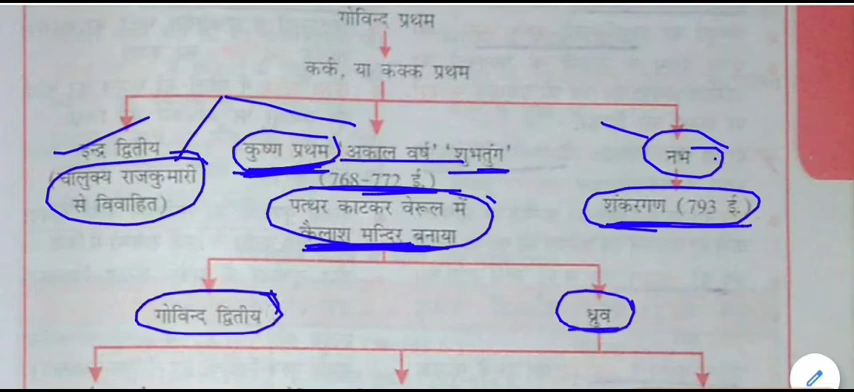 गोविन्द प्रथम
कर्क, या कक्क प्रथम
इन्द्र द्वितीय
(चालुक्य राजकुमारी
से विवाहित)
कृष्ण प्रथम 'अकाल वर्ष' 'शुभतुंग'
(768-772 ई.)
पत्थर काटकर वेरूल में
कैलाश मन्दिर बनाया
नभ
शंकरगण (793 ई.)
गोविन्द द्वितीय
ध्रुव